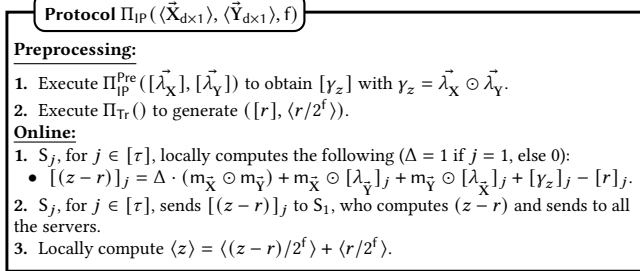 Protocol Π_IP(⟨X⃗_{d×1}⟩, ⟨Y⃗_{d×1}⟩, f)
Preprocessing:
1. Execute Π^{Pre}_{IP}([λ⃗_X], [λ⃗_Y]) to obtain [γ_z] with γ_z = λ⃗_X ⊙ λ⃗_Y.
2. Execute Π_Tr() to generate ([r], ⟨r/2^f⟩).
Online:
1. S_j, for j ∈ [τ], locally computes the following (Δ = 1 if j = 1, else 0):
• [(z − r)]_j = Δ · (m_X⃗ ⊙ m_Y⃗) + m_X⃗ ⊙ [λ_Y⃗]_j + m_Y⃗ ⊙ [λ_X⃗]_j + [γ_z]_j − [r]_j.
2. S_j, for j ∈ [τ], sends [(z − r)]_j to S_1, who computes (z − r) and sends to all
the servers.
3. Locally compute ⟨z⟩ = ⟨(z − r)/2^f⟩ + ⟨r/2^f⟩.